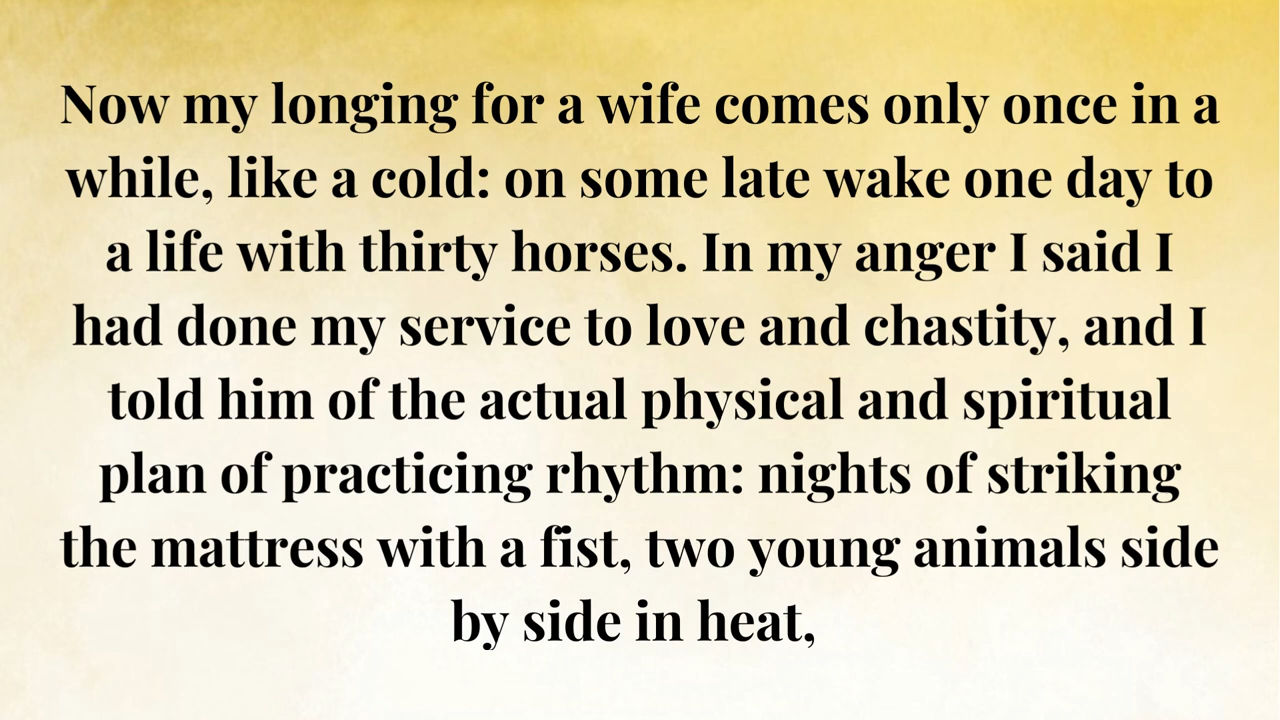 Now my longing for a wife comes only once in a
while, like a cold: on some late wake one day to
a life with thirty horses. In my anger I said I
had done my service to love and chastity, and I
told him of the actual physical and spiritual
plan of practicing rhythm: nights of striking
the mattress with a fist, two young animals side
by side in heat,